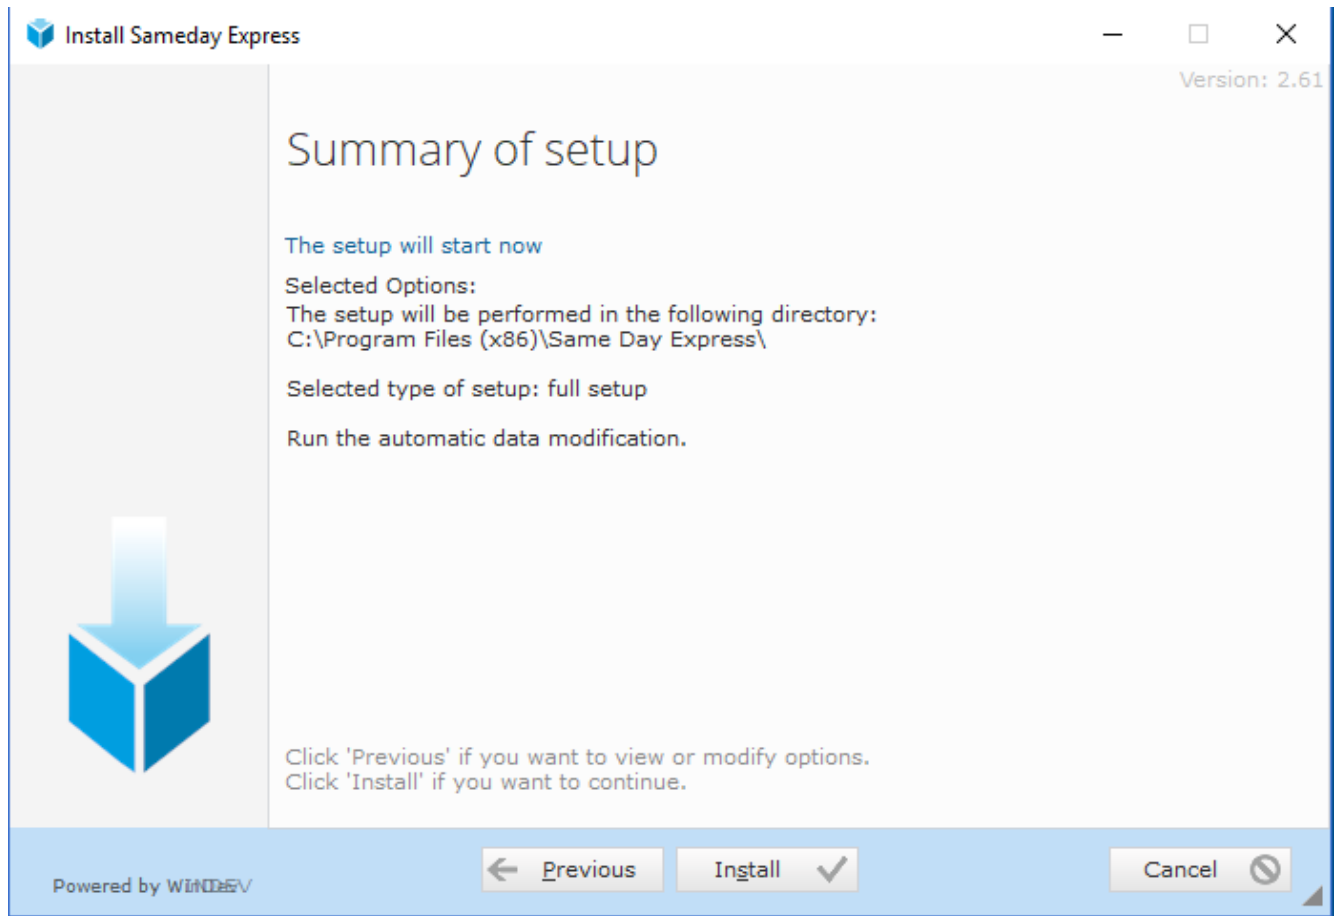 Install Sameday Express
Version: 2.61
Summary of setup
The setup will start now
Selected Options:
The setup will be performed in the following directory:
C:\Program Files (x86)\Same Day Express\
Selected type of setup: full setup
Run the automatic data modification.
Click 'Previous' if you want to view or modify options.
Click 'Install' if you want to continue.
Previous
Install
Cancel
Powered by